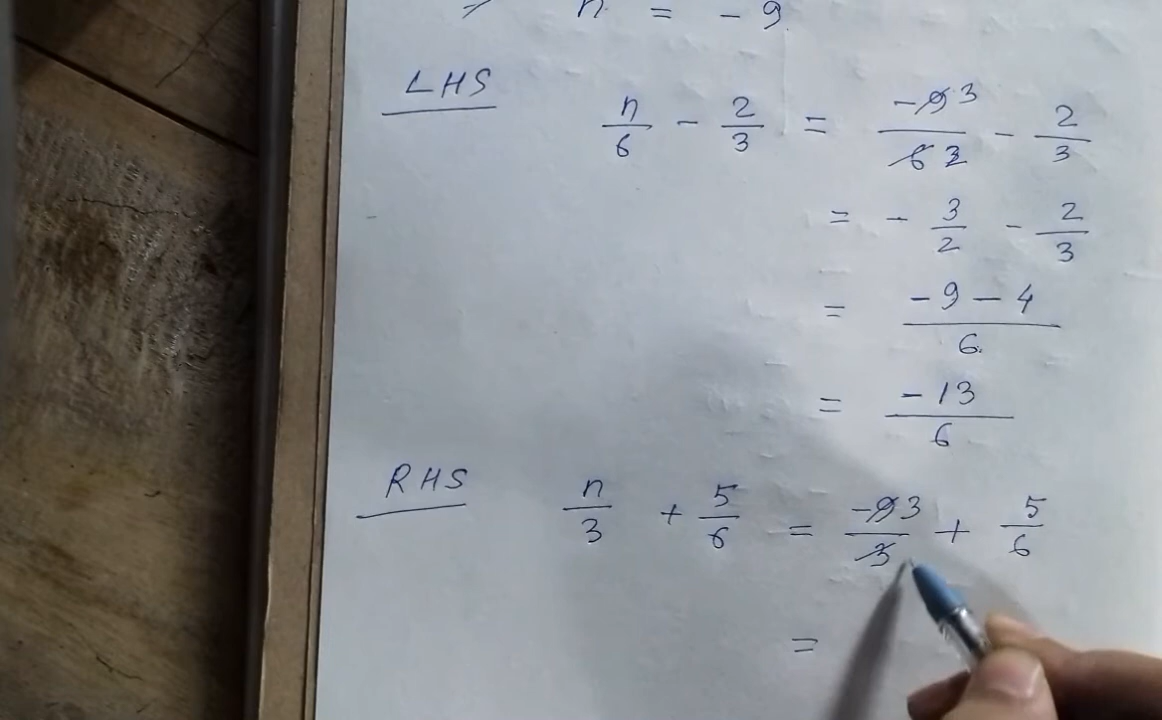 ⇒ n = -9
LHS n/6 - 2/3 = -9 3/6 2 - 2/3
= - 3/2 - 2/3
= -9-4/6
= -13/6
RHS n/3 + 5/6 = -9 3/3 + 5/6
=